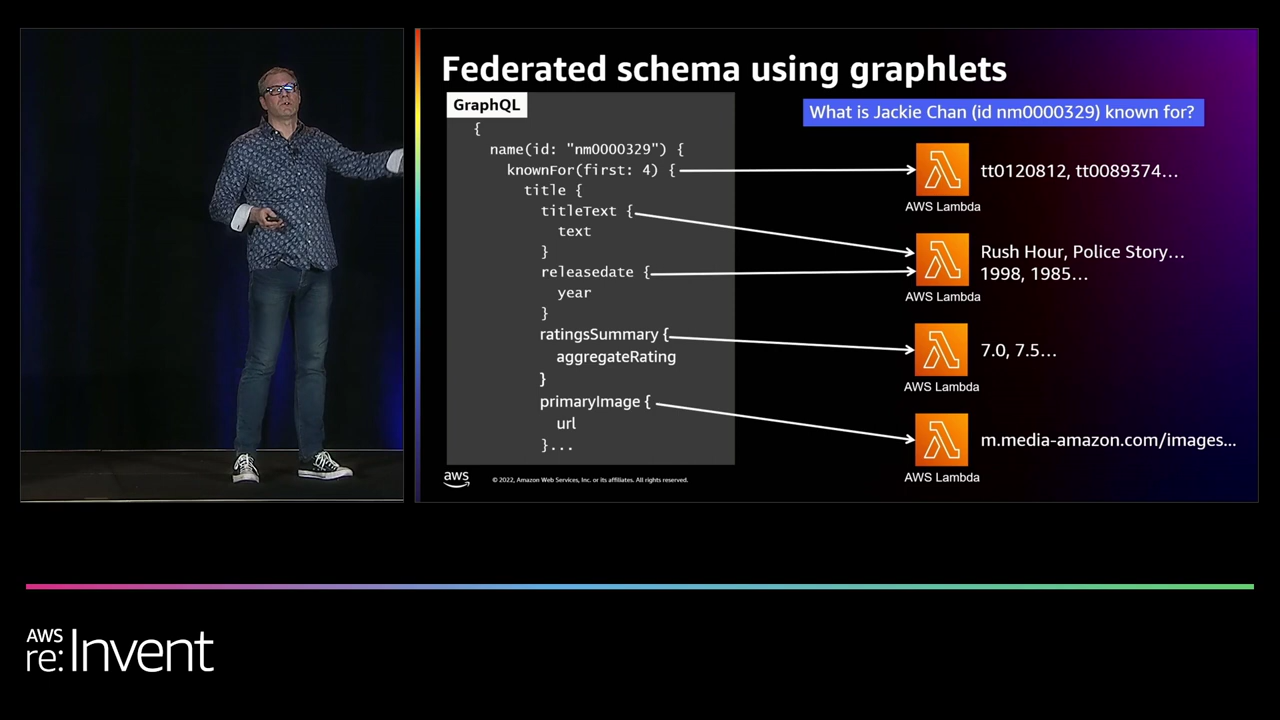 Federated schema using graphlets
GraphQL
{
name(id: "nm0000329") {
knownFor(first: 4) {
title {
titleText {
text
}
releasedate {
year
}
ratingsSummary {
aggregateRating
}
primaryImage {
url
}...
What is Jackie Chan (id nm0000329) known for?
tt0120812, tt0089374...
AWS Lambda
Rush Hour, Police Story...
1998, 1985...
AWS Lambda
7.0, 7.5...
AWS Lambda
m.media-amazon.com/images...
AWS Lambda
aws
© 2022, Amazon Web Services, Inc. or its affiliates. All rights reserved.
AWS
re:Invent